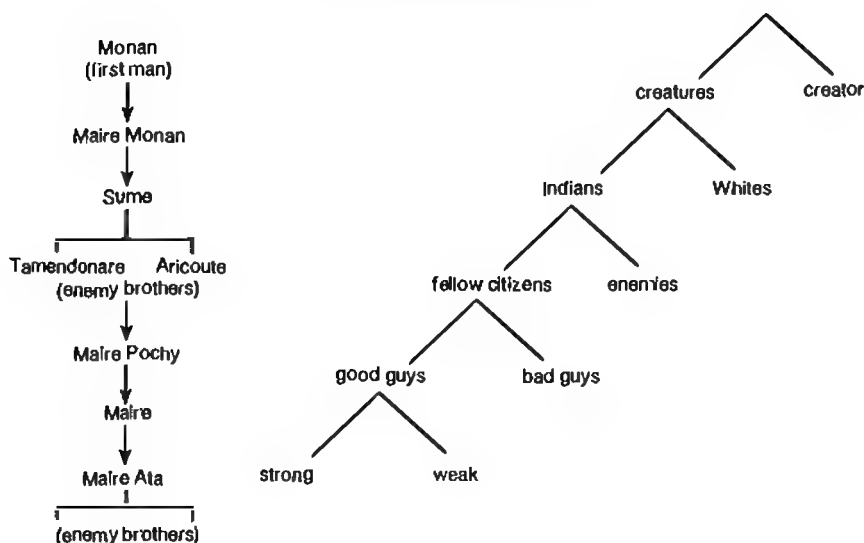 Monan
(first man)
Maire Monan
Sume
Tamendonare Aricoute
(enemy brothers)
Maire Pochy
Maire
Maire Ata
(enemy brothers)
creatures creator
Indians Whites
fellow citizens enemies
good guys bad guys
strong weak